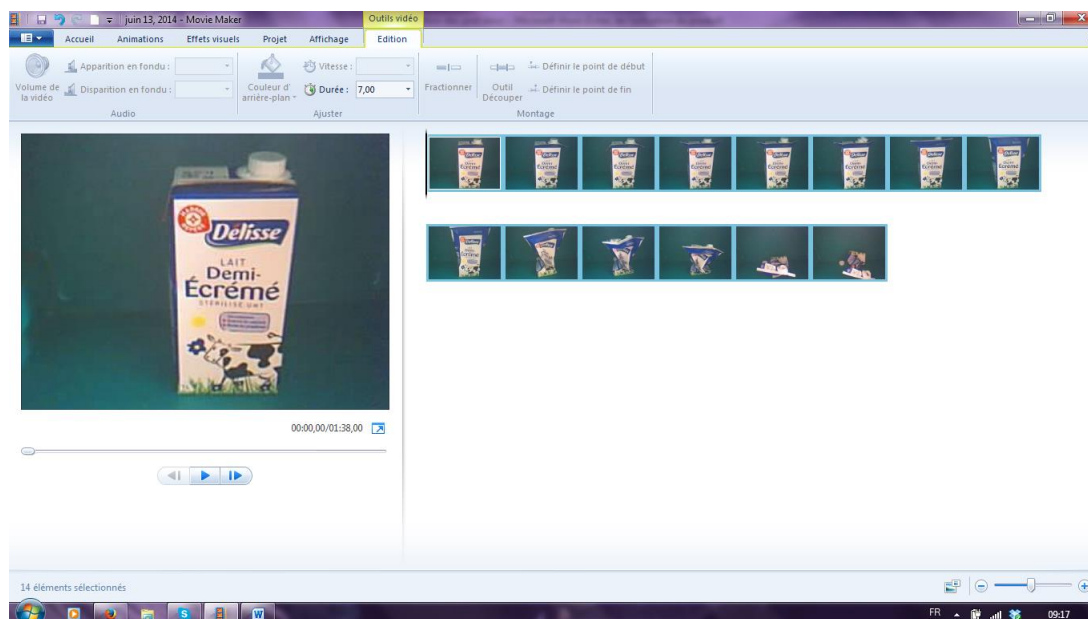 juin 13, 2014 - Movie Maker
Outils vidéo
Accueil Animations Effets visuels Projet Affichage Edition
Volume de la vidéo
Apparition en fondu :
Disparition en fondu :
Audio
Couleur d'arrière-plan
Vitesse :
Durée : 7,00
Ajuster
Fractionner
Outil Découper
Définir le point de début
Définir le point de fin
Montage
Delisse
LAIT
Demi-
Écrémé
STÉRILISÉ UHT
00:00,00/01:38,00
14 éléments sélectionnés
FR
09:17